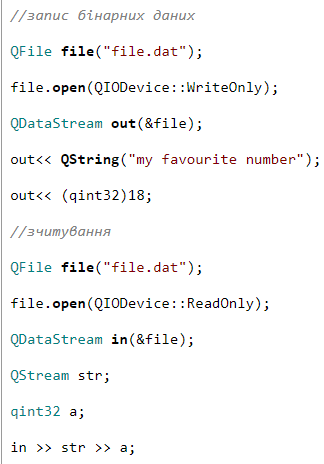 //запис бінарних даних
QFile file("file.dat");
file.open(QIODevice::WriteOnly);
QDataStream out(&file);
out<< QString("my favourite number");
out<< (qint32)18;
//зчитування
QFile file("file.dat");
file.open(QIODevice::ReadOnly);
QDataStream in(&file);
QStream str;
qint32 a;
in >> str >> a;